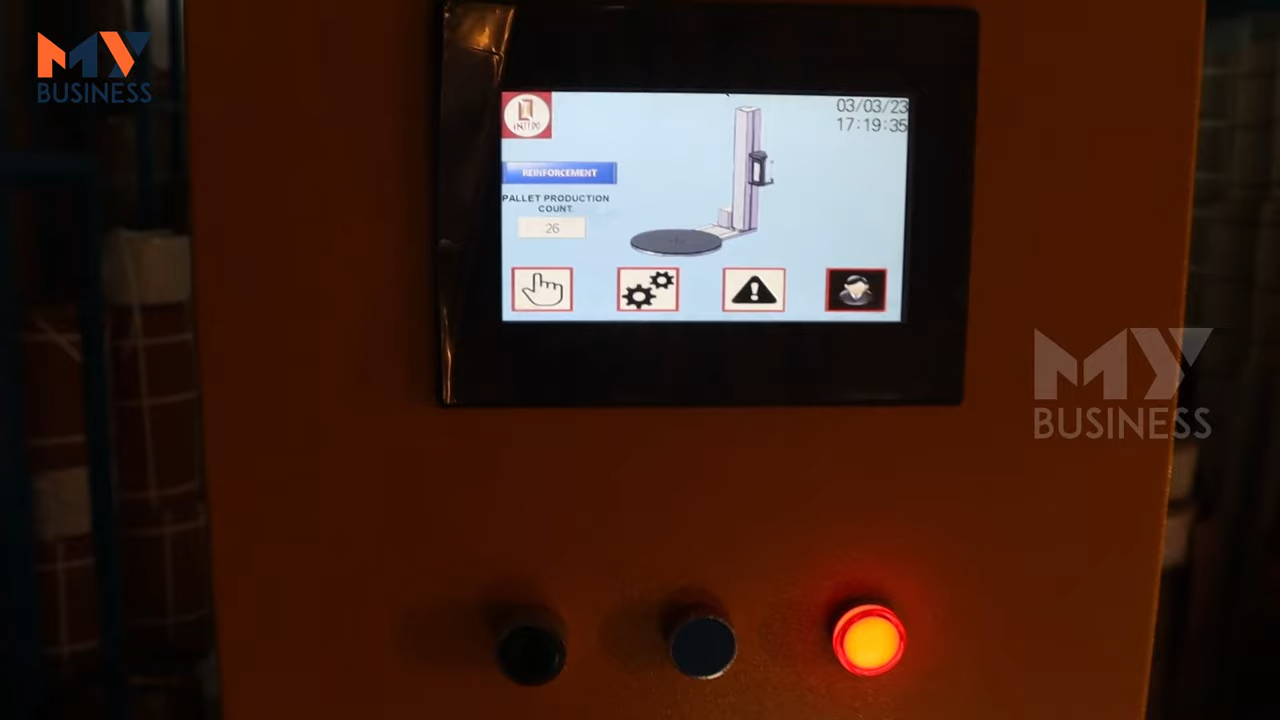 MY
BUSINESS
03/03/23
17:19:35
REINFORCEMENT
PALLET PRODUCTION
COUNT.
26
MY
BUSINESS